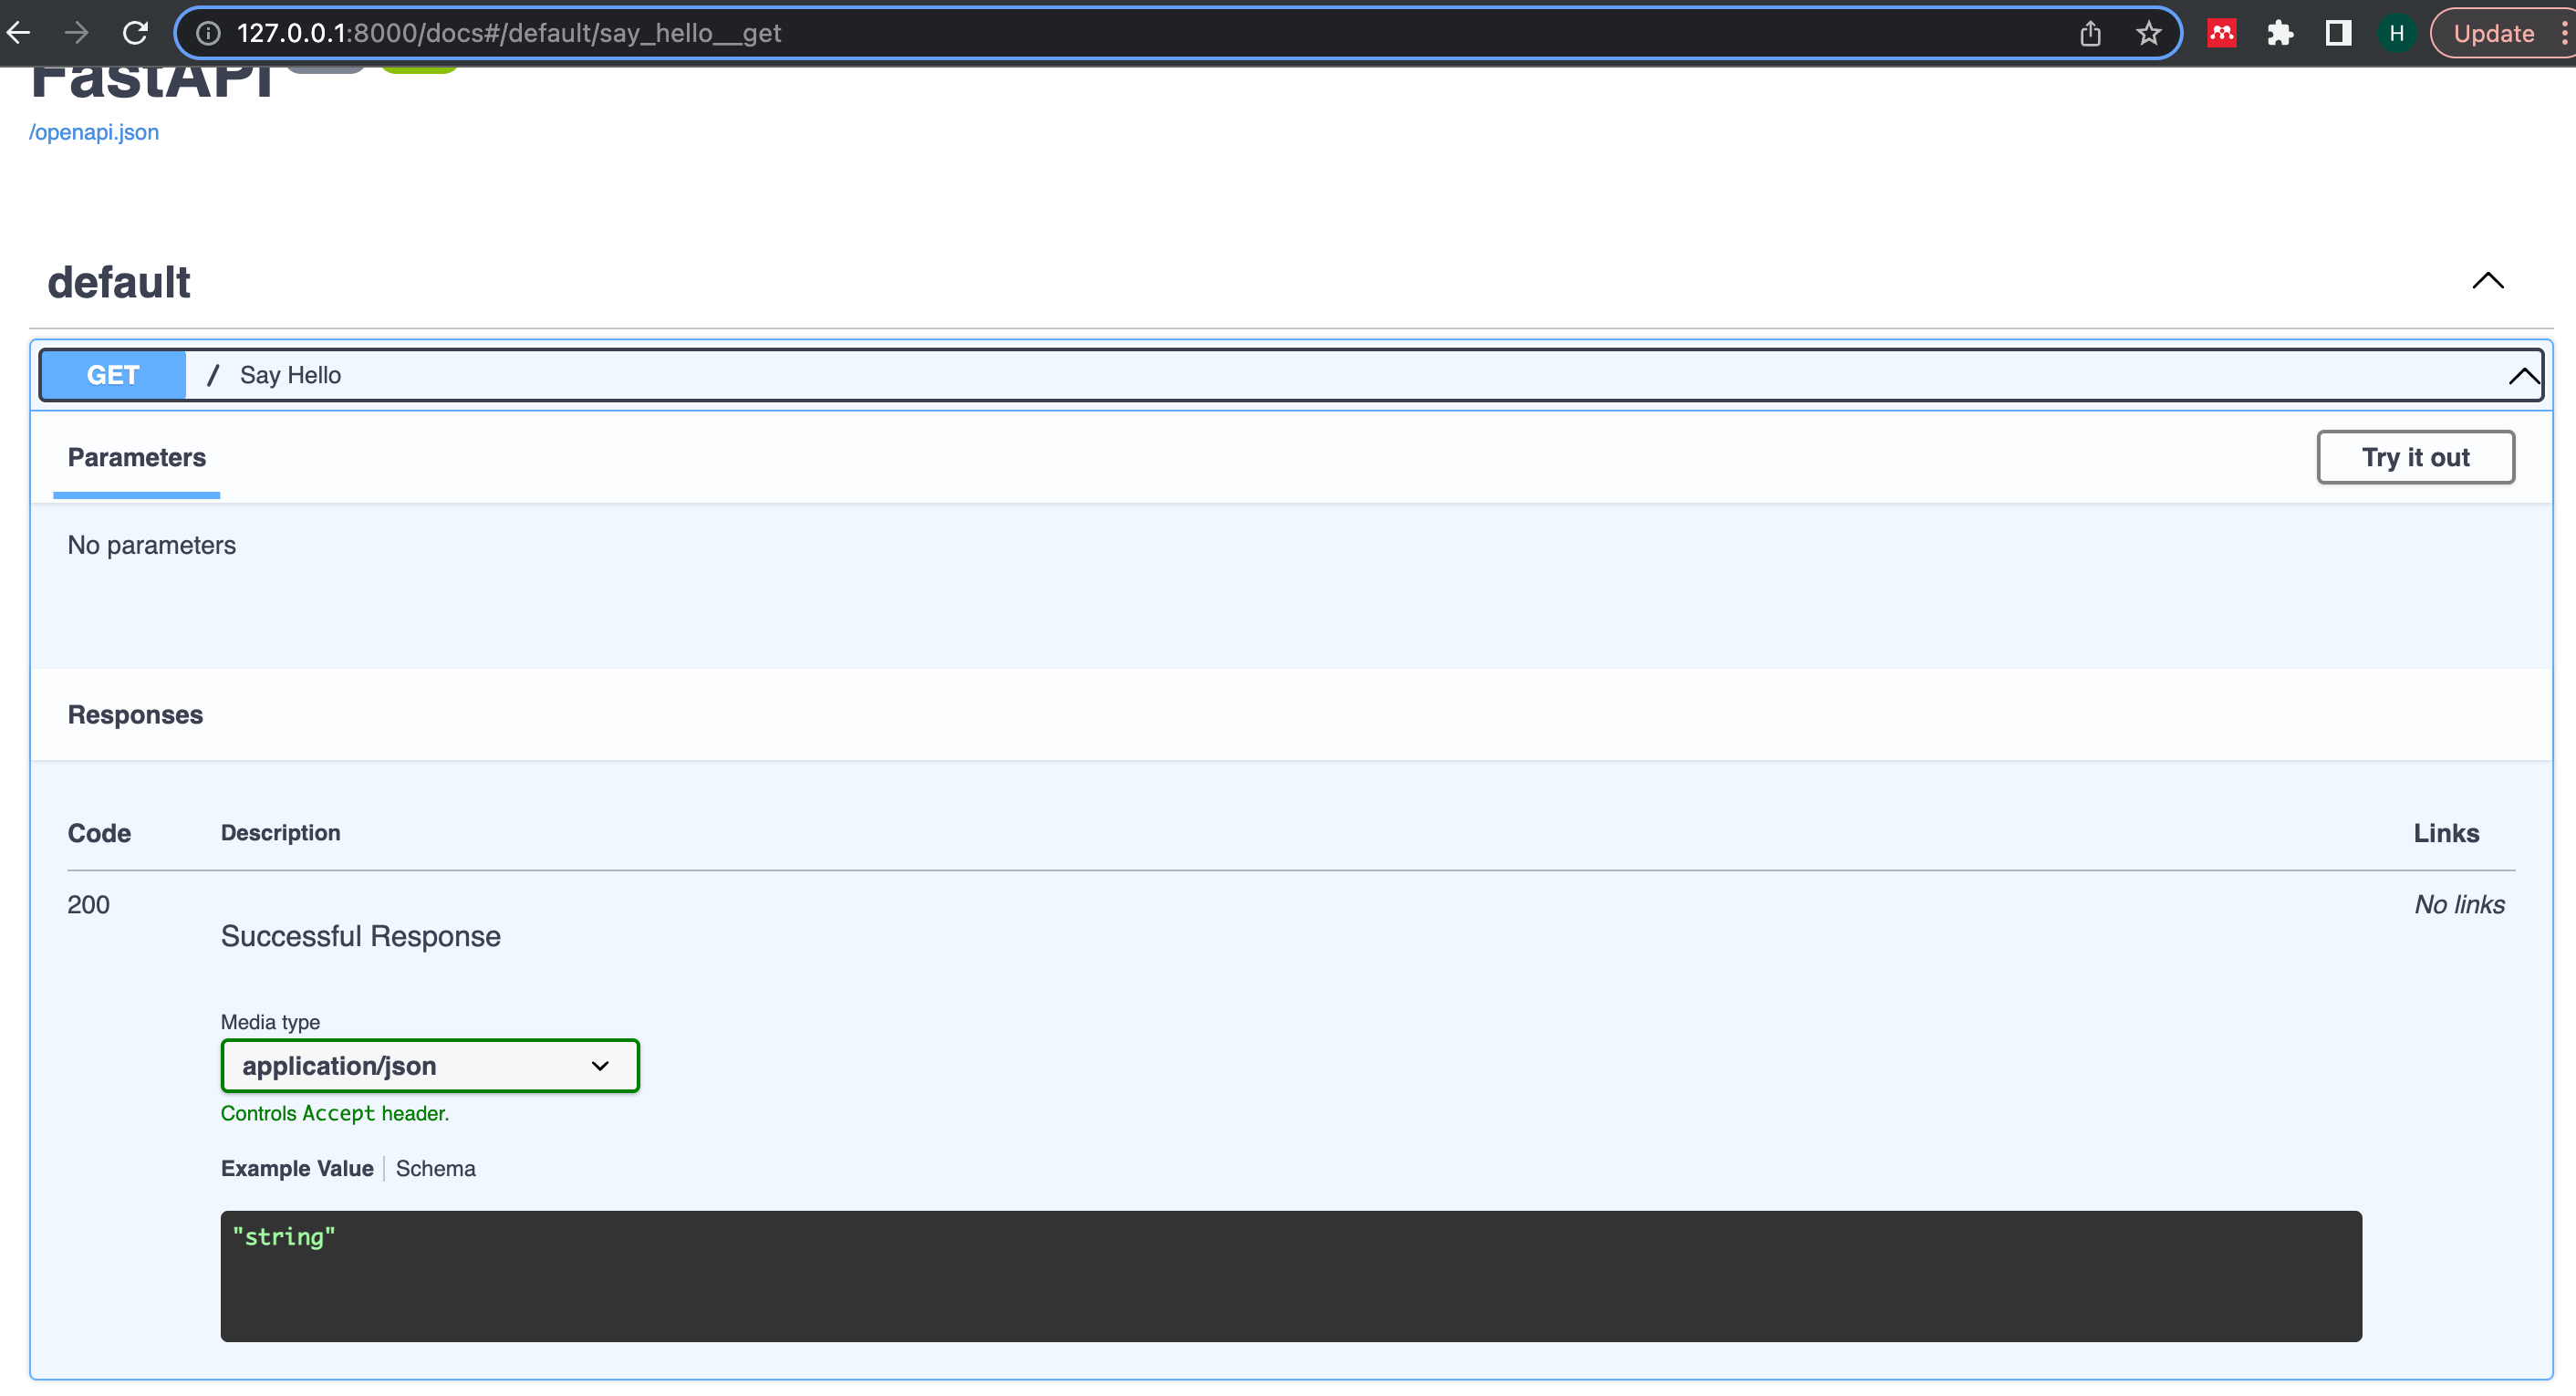 127.0.0.1:8000/docs#/default/say_hello__get
H
Update
FastAPI
/openapi.json
default
GET / Say Hello
Parameters
Try it out
No parameters
Responses
Code Description Links
200 No links
Successful Response
Media type
application/json
Controls Accept header.
Example Value Schema
"string"